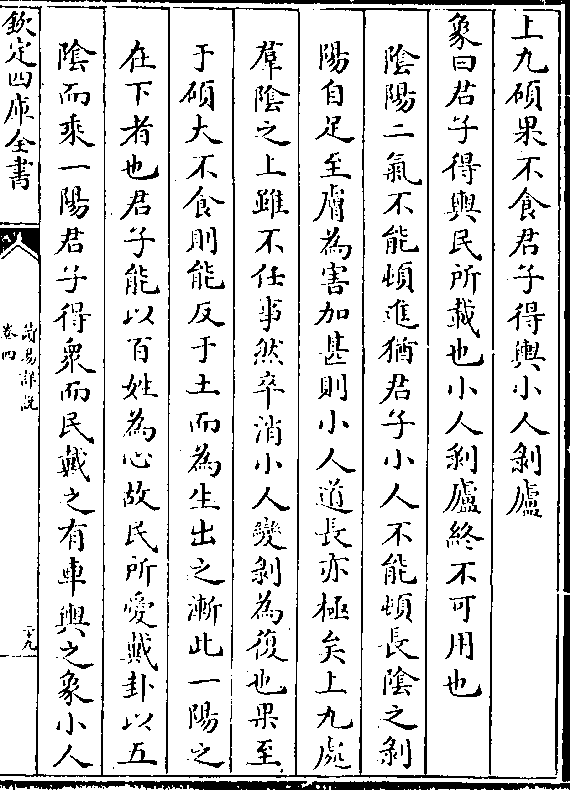 上九碩果不食君子得輿小人剝廬
象曰君子得輿民所載也小人剝廬終不可用也
陰陽二氣不能頓進猶君子小人不能頓長陰之剝
陽自足至膚為害加甚則小人道長亦極矣上九處
羣陰之上雖不任事然卒消小人變剝為復也果至
于碩大不食則能反于土而為生出之漸此一陽之
在下者也君子能以百姓為心故民所愛戴卦以五
陰而乘一陽君子得衆而民戴之有車輿之象小人
欽定四庫全書
易詳說
卷四
二十九